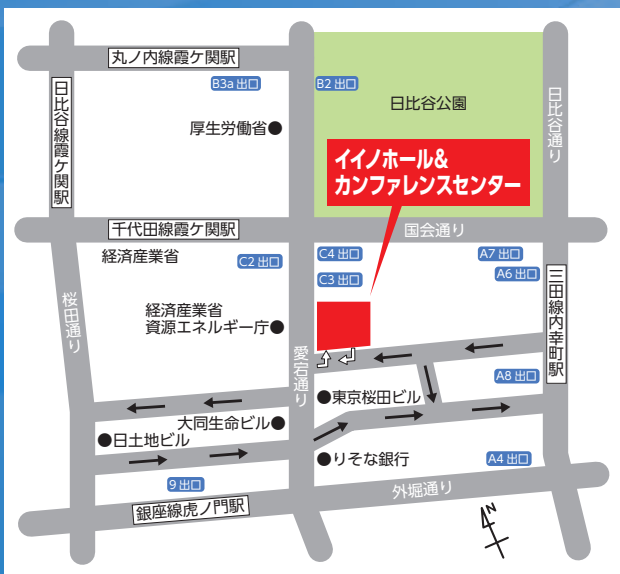 丸ノ内線霞ケ関駅
B3a 出口
B2 出口
日比谷公園
日比谷線霞ケ関駅
日比谷通り
厚生労働省
イイノホール&
カンファレンスセンター
千代田線霞ケ関駅
国会通り
経済産業省
C2 出口
C4 出口
A7 出口
C3 出口
A6 出口
桜田通り
経済産業省
資源エネルギー庁
愛宕通り
三田線内幸町駅
A8 出口
東京桜田ビル
大同生命ビル
日土地ビル
りそな銀行
A4 出口
9 出口
外堀通り
銀座線虎ノ門駅
N